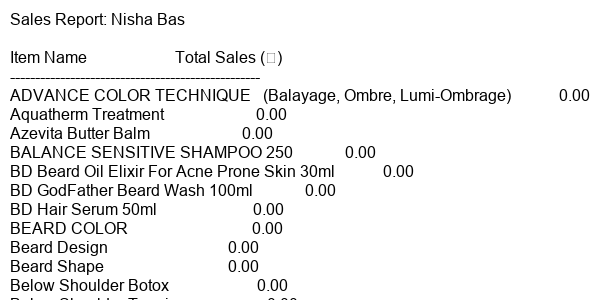 Sales Report: Nisha Bas
Item Name Total Sales (▯)
--------------------------------------------------
ADVANCE COLOR TECHNIQUE (Balayage, Ombre, Lumi-Ombrage) 0.00
Aquatherm Treatment 0.00
Azevita Butter Balm 0.00
BALANCE SENSITIVE SHAMPOO 250 0.00
BD Beard Oil Elixir For Acne Prone Skin 30ml 0.00
BD GodFather Beard Wash 100ml 0.00
BD Hair Serum 50ml 0.00
BEARD COLOR 0.00
Beard Design 0.00
Beard Shape 0.00
Below Shoulder Botox 0.00